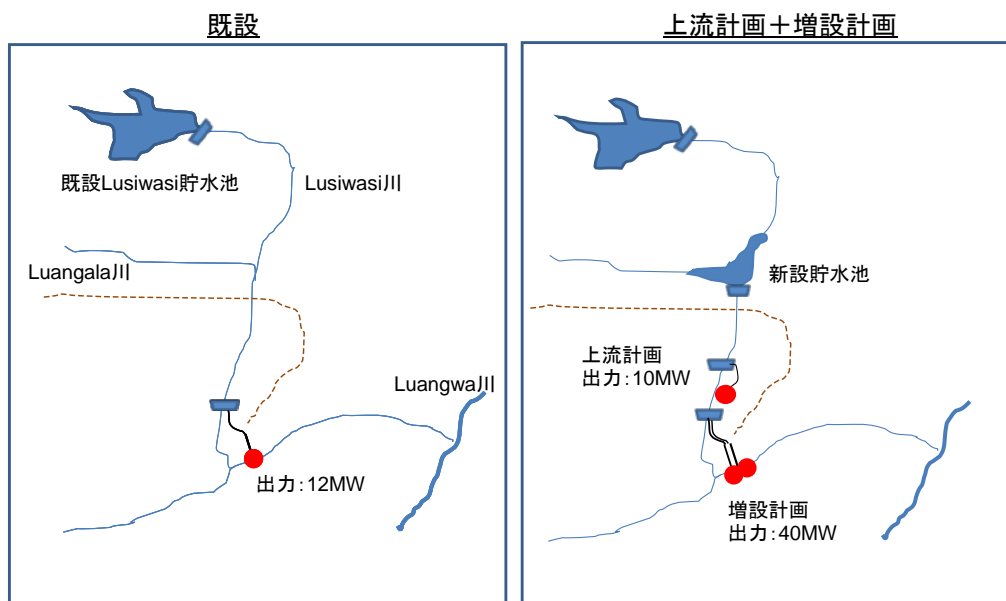 既設
既設Lusiwasi貯水池
Lusiwasi川
Luangala川
Luangwa川
出力:12MW
上流計画+増設計画
新設貯水池
上流計画
出力:10MW
増設計画
出力:40MW